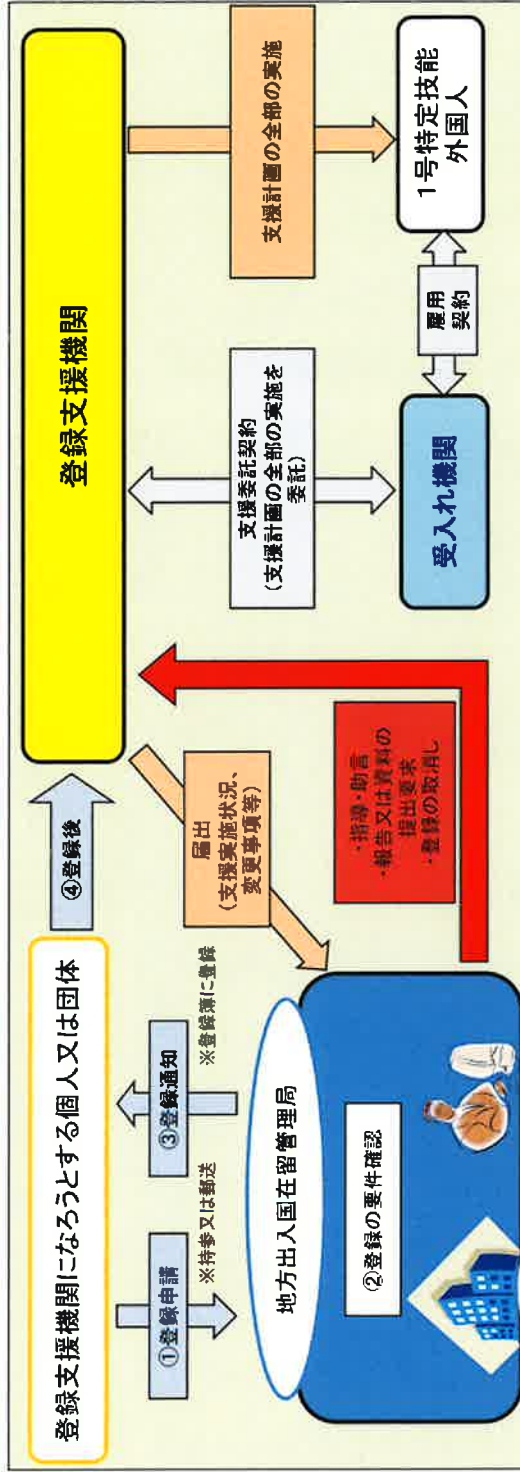 登録支援機関になろうとする個人又は団体
④登録後
登録支援機関
①登録申請
※持参又は郵送
③登録通知
※登録簿に登録
届出
(支援実施状況、
変更事項等)
地方出入国在留管理局
②登録の要件確認
・指導・助言
・報告又は資料の
提出要求
・登録の取消し
支援委託契約
(支援計画の全部の実施を
委託)
支援計画の全部の実施
受入れ機関
雇用
契約
1号特定技能
外国人